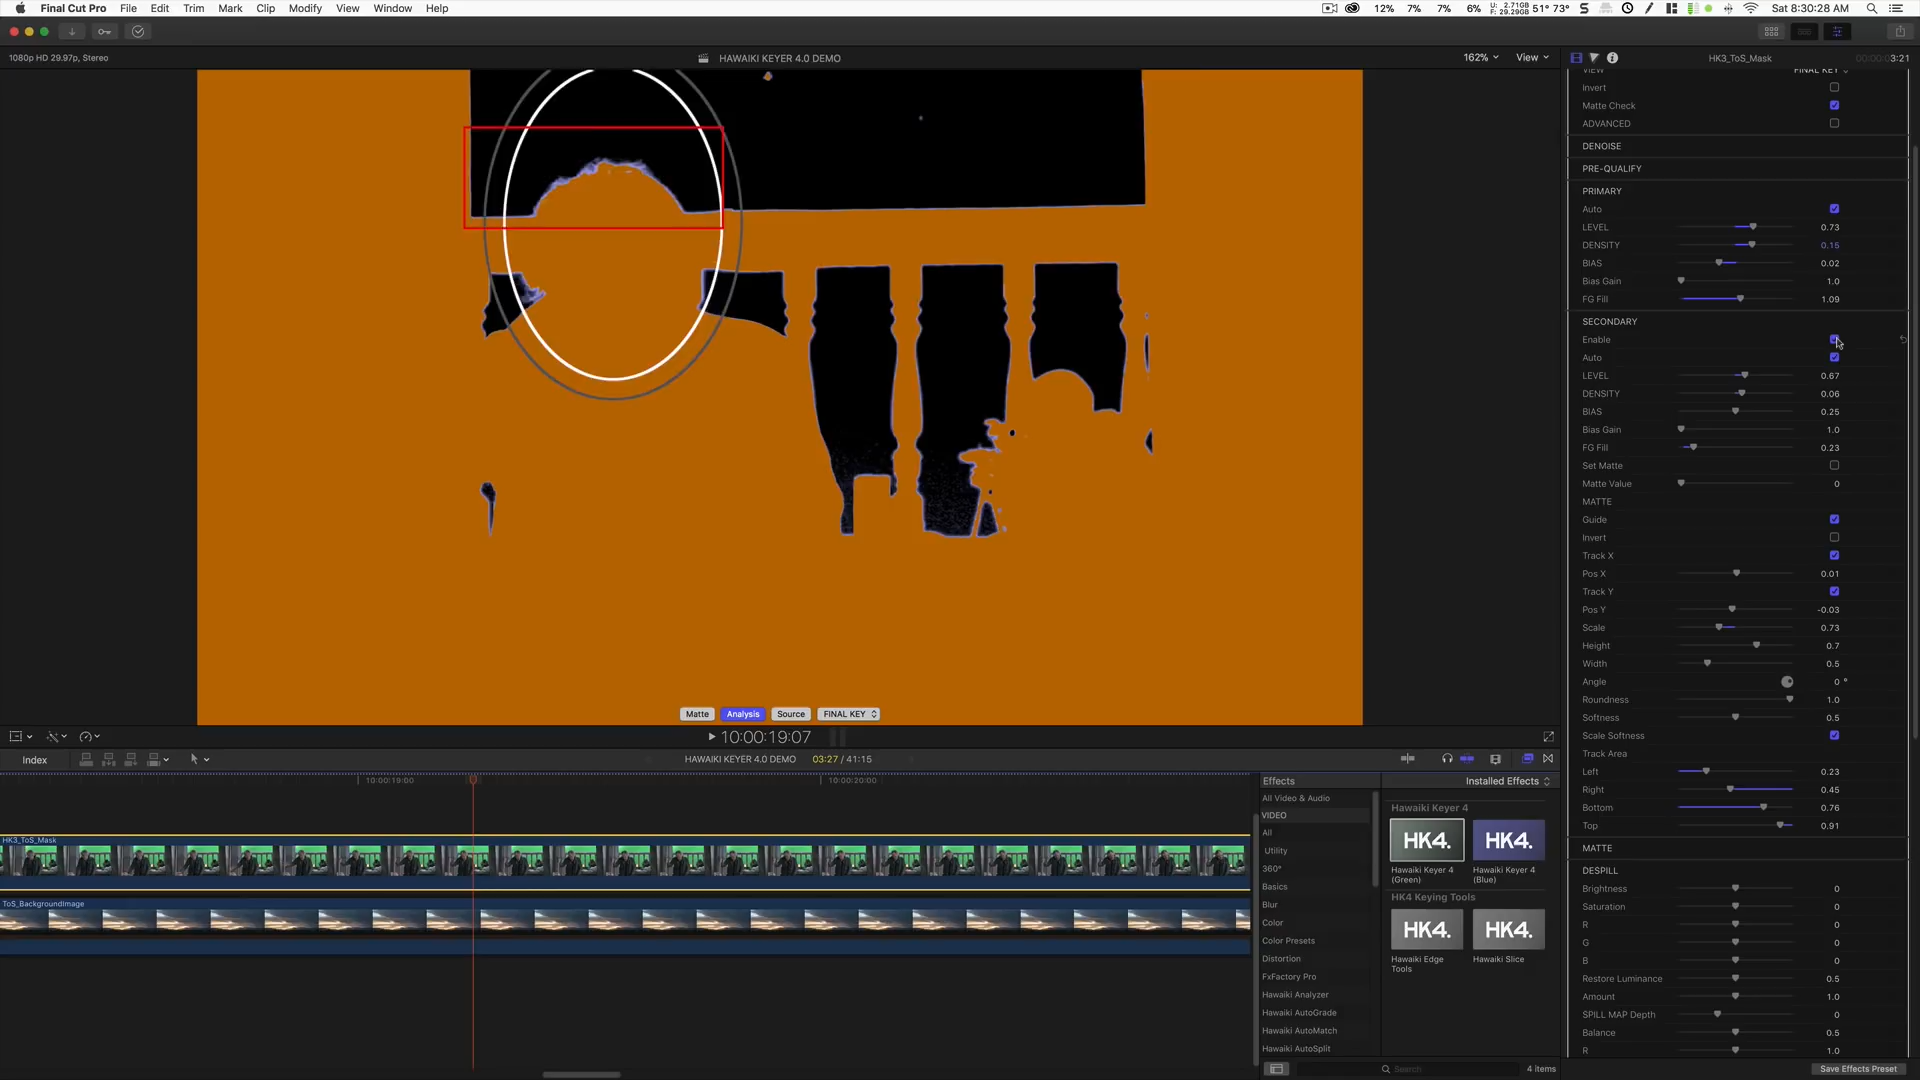 Final Cut Pro File Edit Trim Mark Clip Modify View Window Help
12% 7% 7% 6% U: 2.71GB F: 29.29GB 51° 73° Sat 8:30:28 AM
1080p HD 29.97p, Stereo HAWAIKI KEYER 4.0 DEMO 162% View HK3_ToS_Mask 00:00:03:21
VIEW FINAL KEY
Invert
Matte Check
ADVANCED
DENOISE
PRE-QUALIFY
PRIMARY
Auto
LEVEL 0.73
DENSITY 0.15
BIAS 0.02
Bias Gain 1.0
FG Fill 1.09
SECONDARY
Enable
Auto
LEVEL 0.67
DENSITY 0.06
BIAS 0.25
Bias Gain 1.0
FG Fill 0.23
Set Matte
Matte Value 0
MATTE
Guide
Invert
Track X
Pos X 0.01
Track Y
Pos Y -0.03
Scale 0.73
Height 0.7
Width 0.5
Angle 0 °
Roundness 1.0
Softness 0.5
Scale Softness
Track Area
Left 0.23
Right 0.45
Bottom 0.76
Top 0.91
MATTE
DESPILL
Brightness 0
Saturation 0
R 0
G 0
B 0
Restore Luminance 0.5
Amount 1.0
SPILL MAP Depth 0
Balance 0.5
R 1.0
Save Effects Preset
Matte Analysis Source FINAL KEY
10:00:19:07
Index HAWAIKI KEYER 4.0 DEMO 03:27 / 41:15
10:00:19:00 10:00:20:00
HK3_ToS_Mask
ToS_BackgroundImage
Effects Installed Effects
All Video & Audio
VIDEO
All
Utility
360°
Basics
Blur
Color
Color Presets
Distortion
FxFactory Pro
Hawaiki Analyzer
Hawaiki AutoGrade
Hawaiki AutoMatch
Hawaiki AutoSplit
Hawaiki Keyer 4
HK4. HK4.
Hawaiki Keyer 4 (Green) Hawaiki Keyer 4 (Blue)
HK4 Keying Tools
HK4. HK4.
Hawaiki Edge Tools Hawaiki Slice
Search 4 items